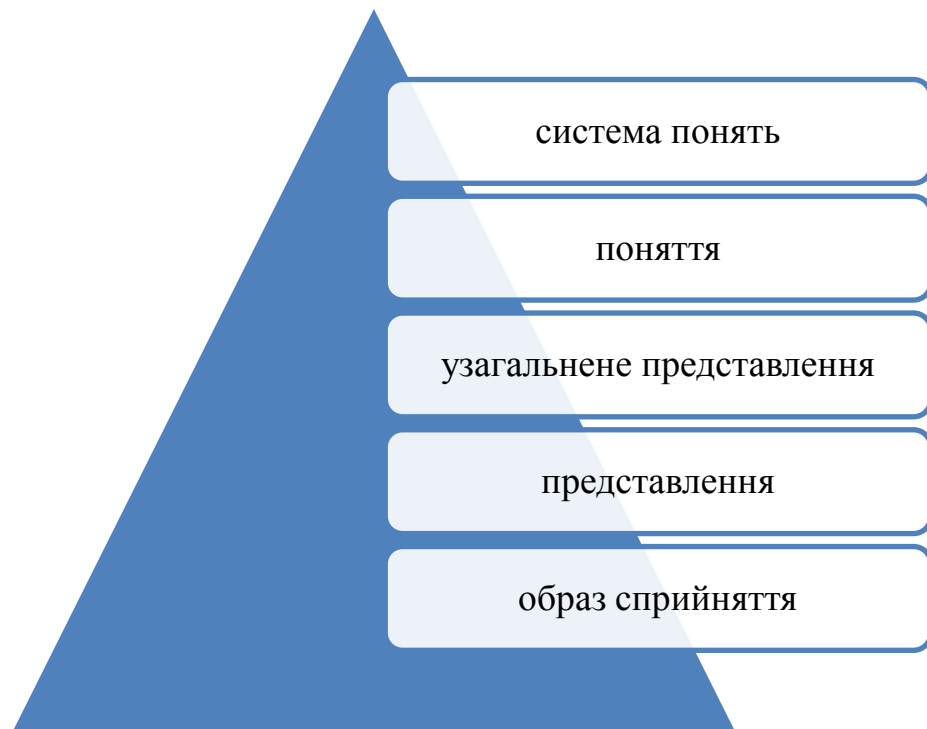 система понять
поняття
узагальнене представлення
представлення
образ сприйняття